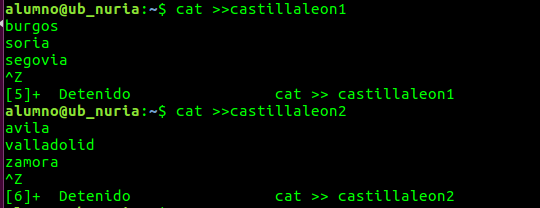 alumno@ub_nuria:~$ cat >>castillaleon1
burgos
soria
segovia
^Z
[5]+  Detenido                cat >> castillaleon1
alumno@ub_nuria:~$ cat >>castillaleon2
avila
valladolid
zamora
^Z
[6]+  Detenido                cat >> castillaleon2